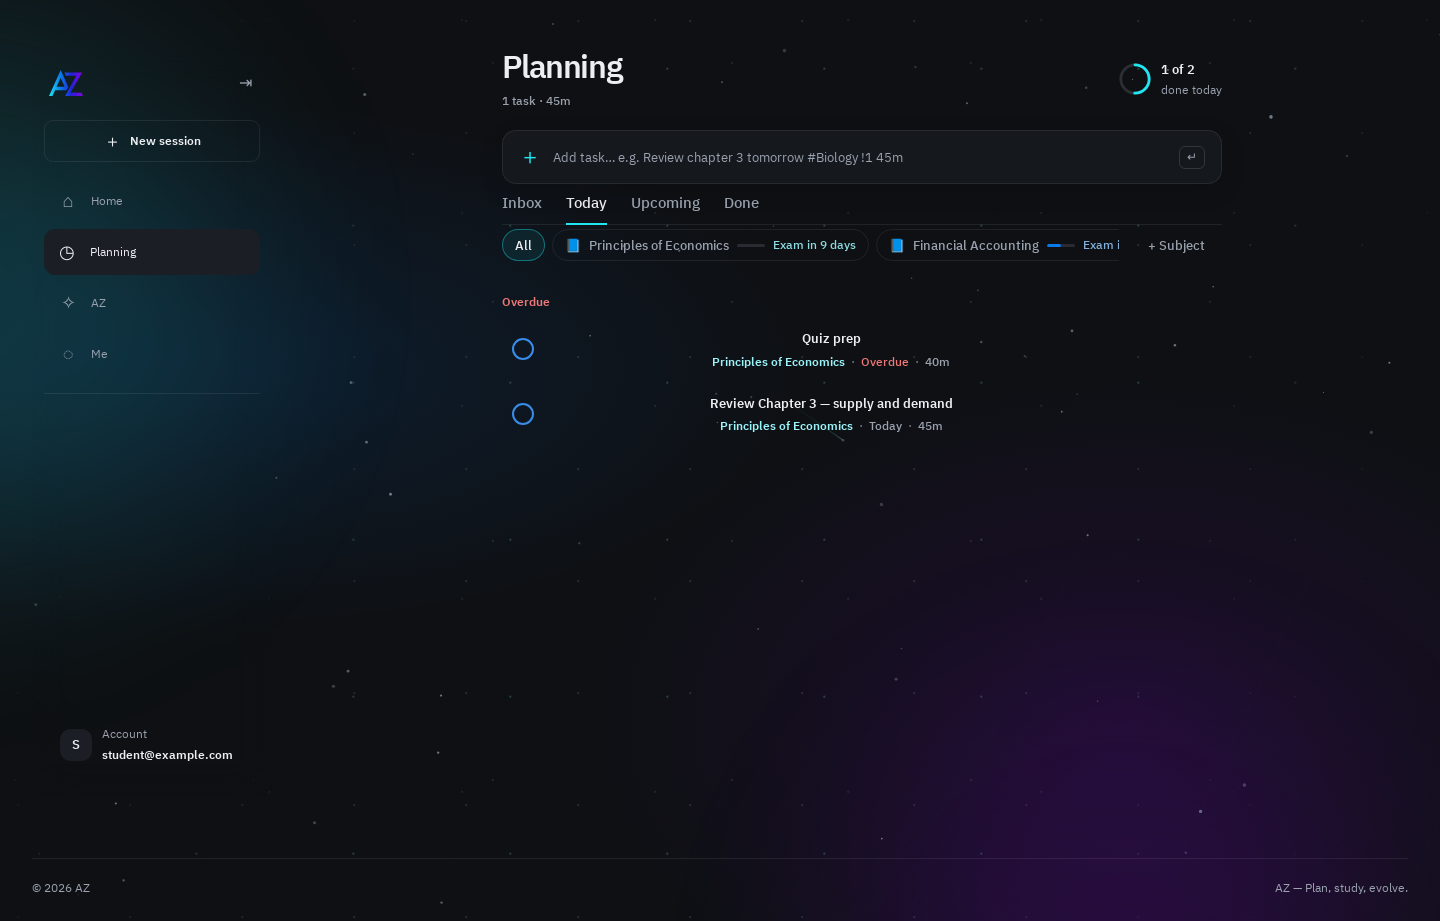 AZ
⇥
Planning
1 task · 45m
1 of 2
done today
+ New session
+ Add task... e.g. Review chapter 3 tomorrow #Biology !1 45m ↵
Home
Planning
AZ
Me
Inbox Today Upcoming Done
All Principles of Economics Exam in 9 days Financial Accounting Exam i + Subject
Overdue
Quiz prep
Principles of Economics · Overdue · 40m
Review Chapter 3 — supply and demand
Principles of Economics · Today · 45m
S
Account
student@example.com
© 2026 AZ
AZ — Plan, study, evolve.